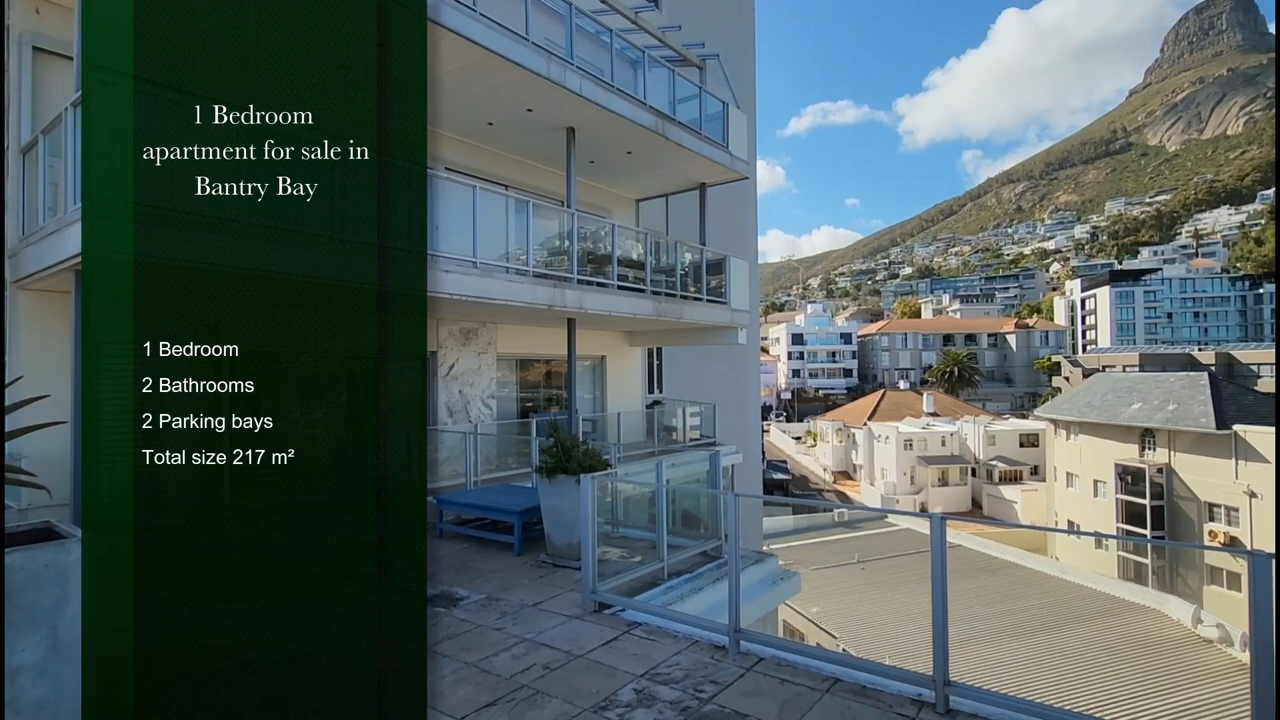 1 Bedroom
apartment for sale in
Bantry Bay
1 Bedroom
2 Bathrooms
2 Parking bays
Total size 217 m²